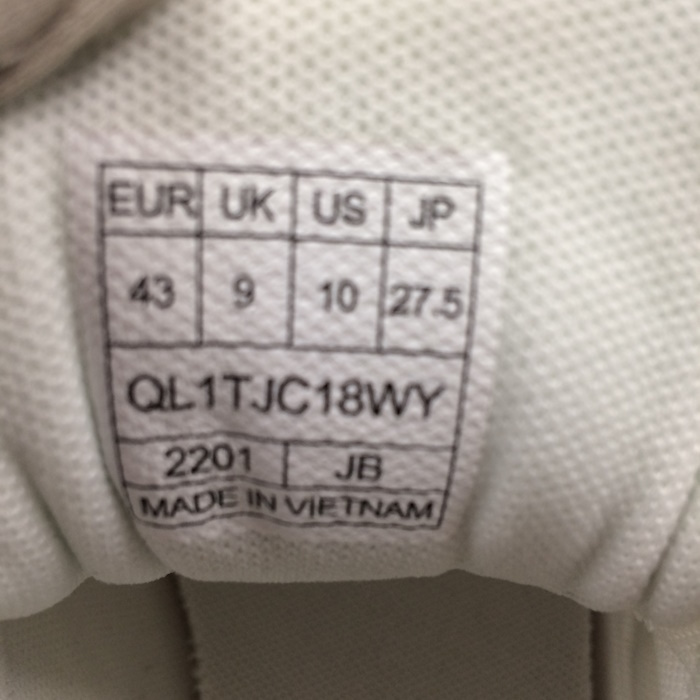 EUR UK US JP
43 9 10 27.5
QL1TJC18WY
2201 JB
MADE IN VIETNAM